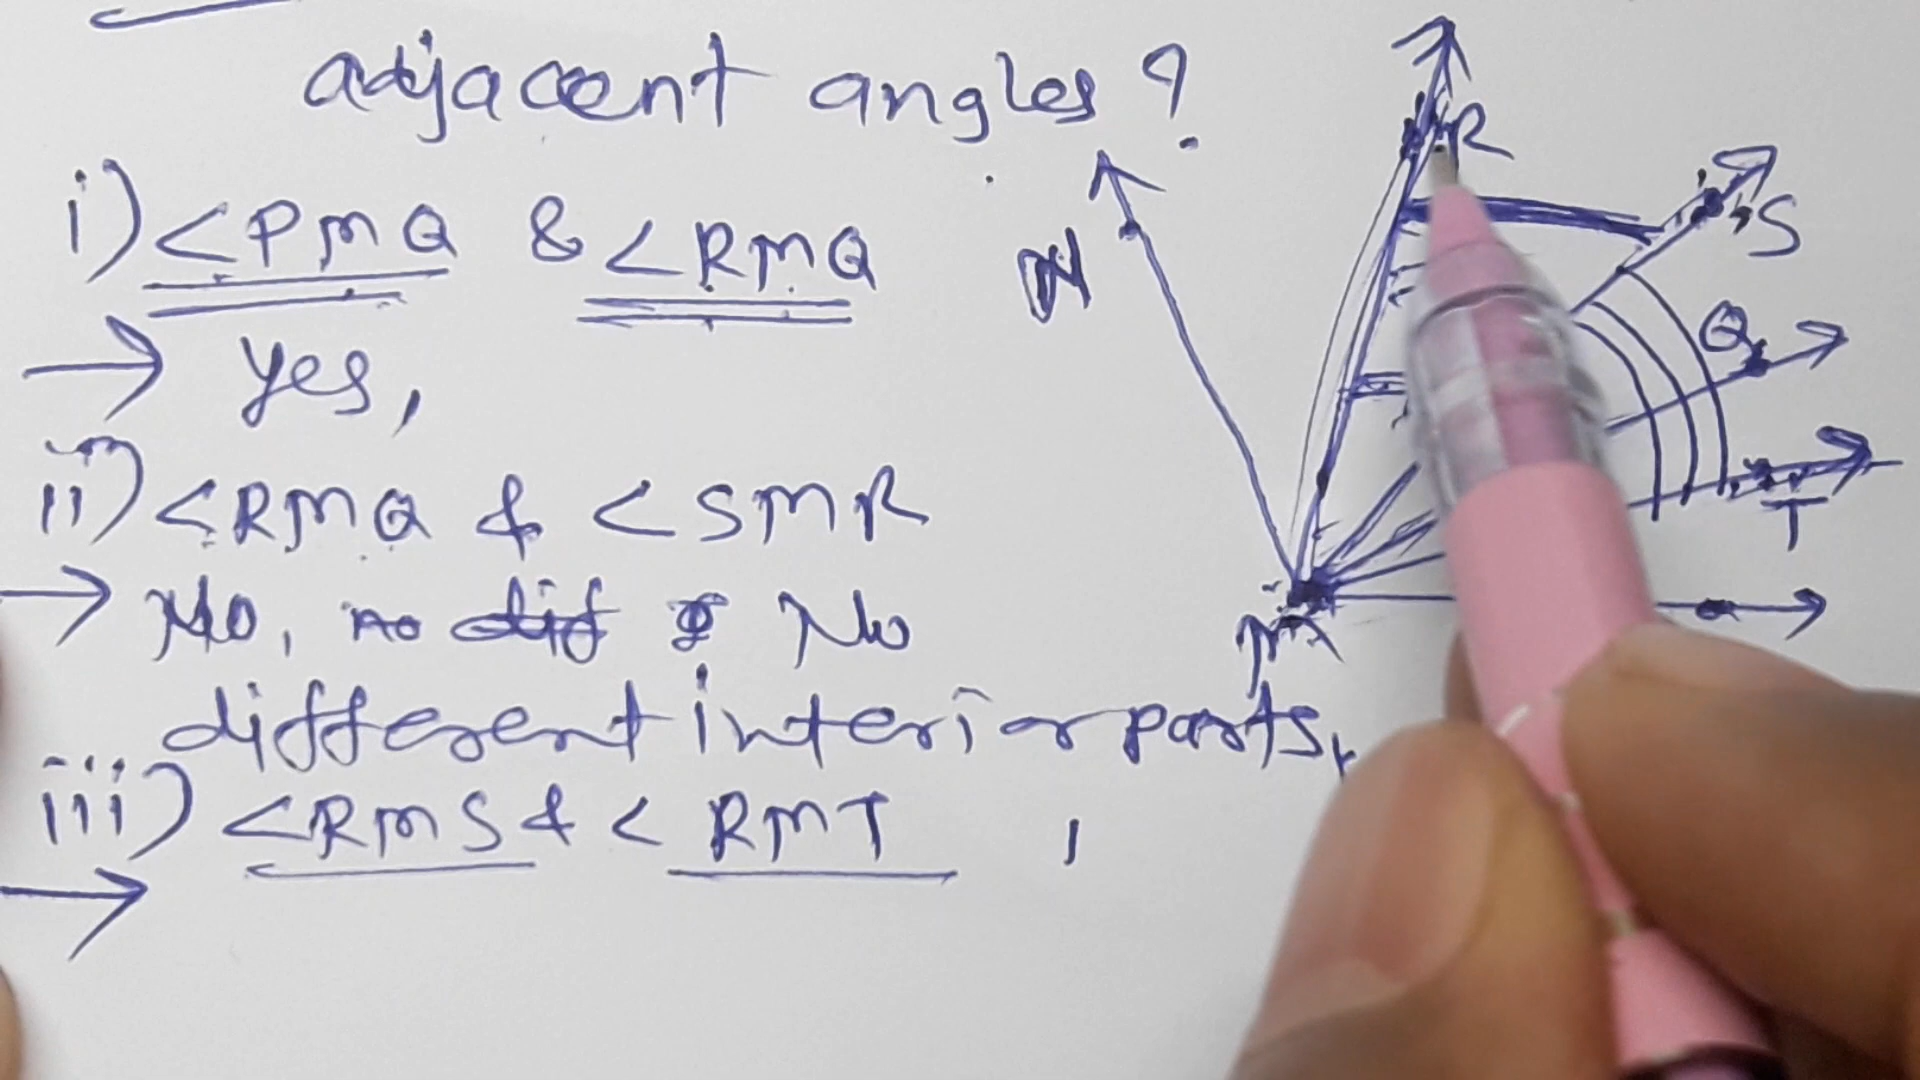 adjacent angles ?
i) <PMQ & <RMQ
→ Yes,
ii) <RMQ & <SMR
→ No, no dif No
different interior parts,
iii) <RMS & < RMT ,
→
N
R
S
Q
T
M